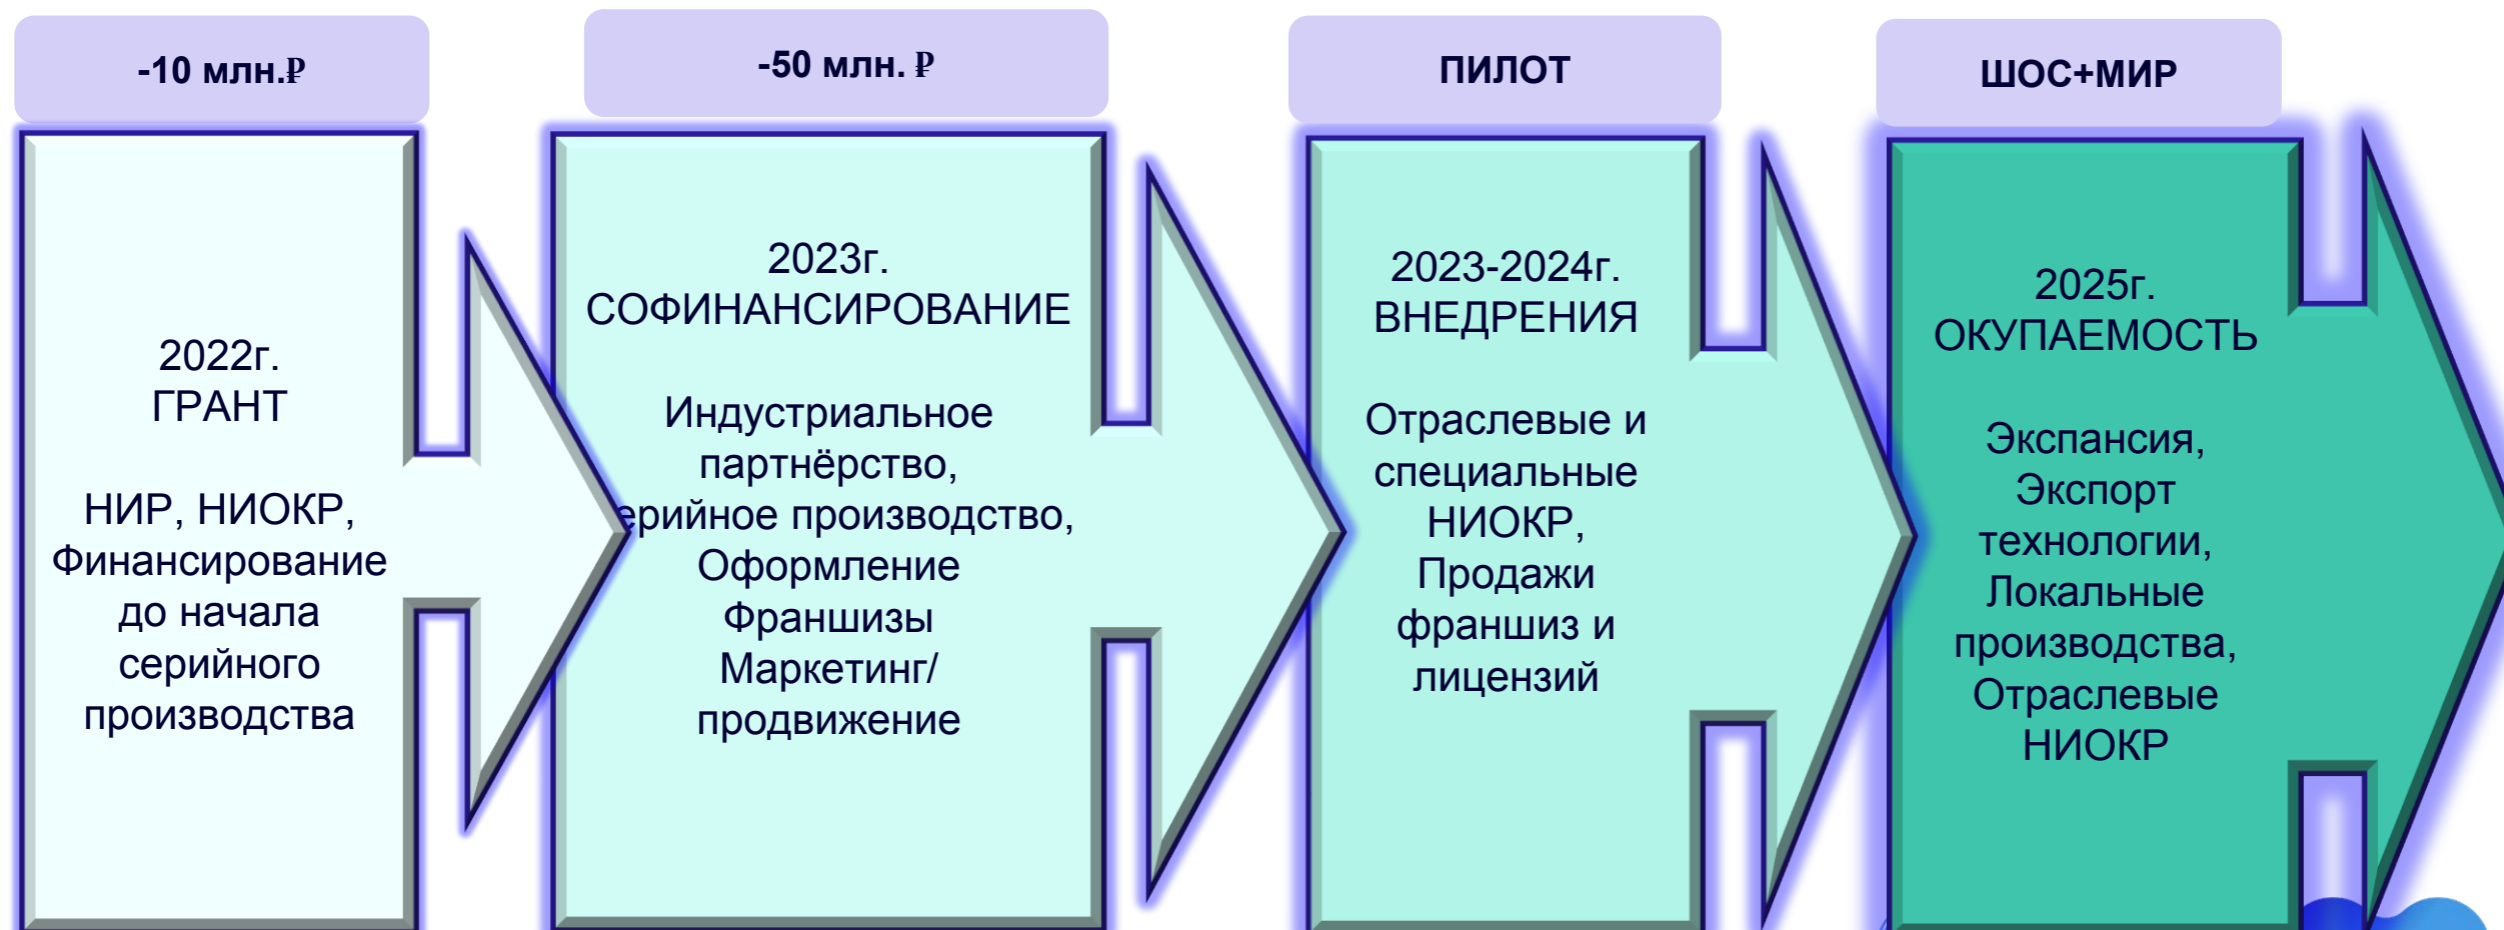 -10 млн.₽
2022г.
ГРАНТ
НИР, НИОКР,
Финансирование
до начала
серийного
производства
-50 млн. ₽
2023г.
СОФИНАНСИРОВАНИЕ
Индустриальное
партнёрство,
ерийное производство,
Оформление
Франшизы
Маркетинг/
продвижение
ПИЛОТ
2023-2024г.
ВНЕДРЕНИЯ
Отраслевые и
специальные
НИОКР,
Продажи
франшиз и
лицензий
ШОС+МИР
2025г.
ОКУПАЕМОСТЬ
Экспансия,
Экспорт
технологии,
Локальные
производства,
Отраслевые
НИОКР